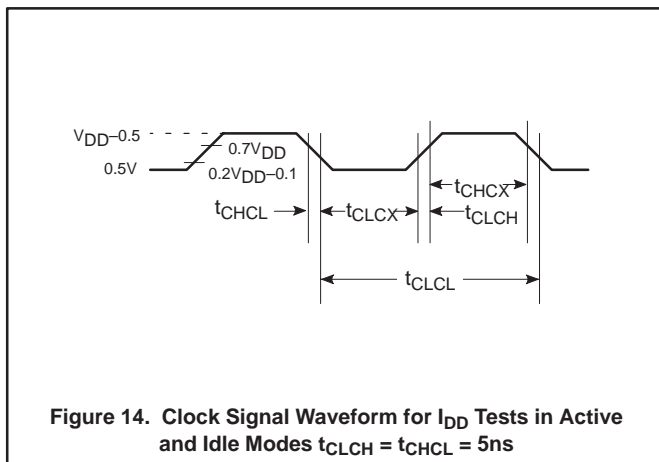 VDD–0.5
0.7VDD
0.5V
0.2VDD–0.1
tCHCX
tCHCL
tCLCX
tCLCH
tCLCL
Figure 14. Clock Signal Waveform for IDD Tests in Active
and Idle Modes tCLCH = tCHCL = 5ns